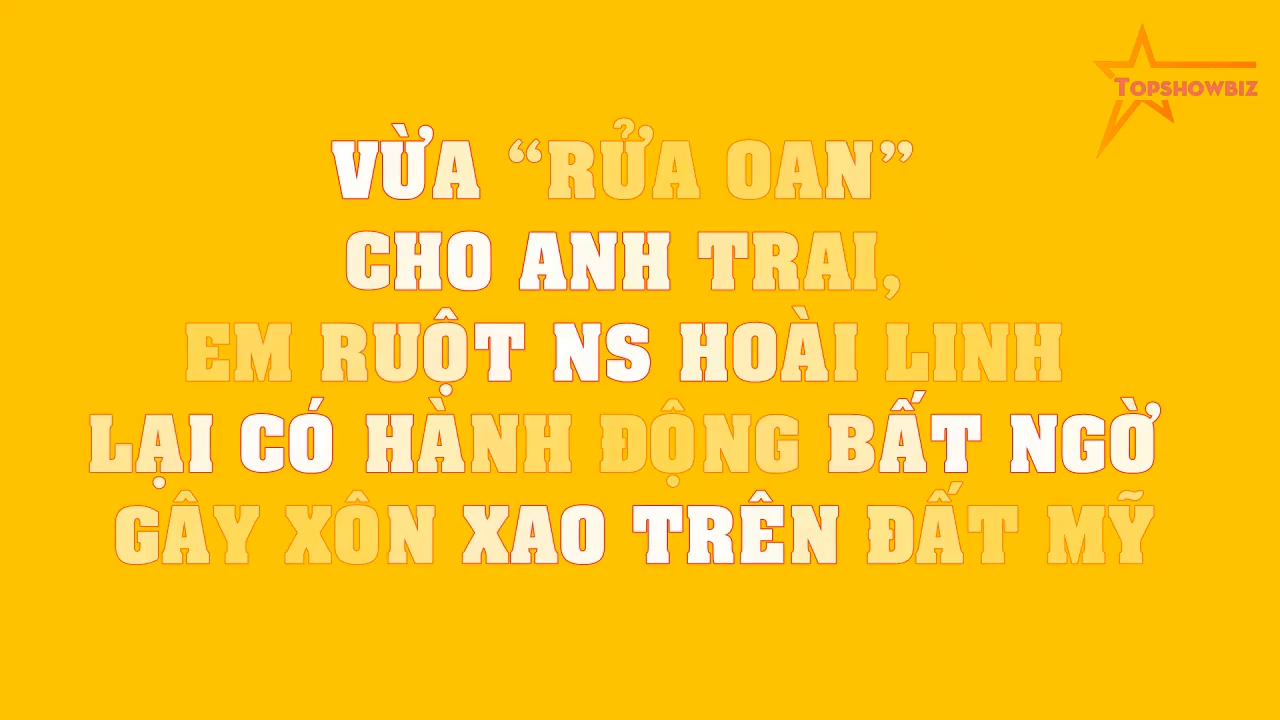 TOPSHOWBIZ
VỪA “RỬA OAN”
CHO ANH TRAI,
EM RUỘT NS HOÀI LINH
LẠI CÓ HÀNH ĐỘNG BẤT NGỜ
GÂY XÔN XAO TRÊN ĐẤT MỸ